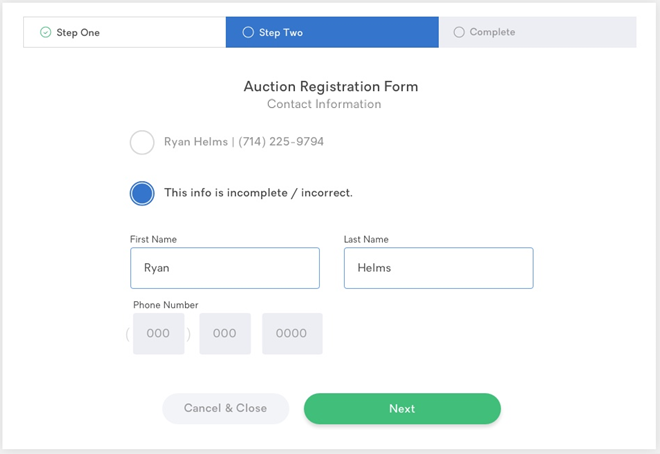 Step One Step Two Complete
Auction Registration Form
Contact Information
Ryan Helms | (714) 225-9794
This info is incomplete / incorrect.
First Name Last Name
Ryan Helms
Phone Number
( 000 ) 000 0000
Cancel & Close Next